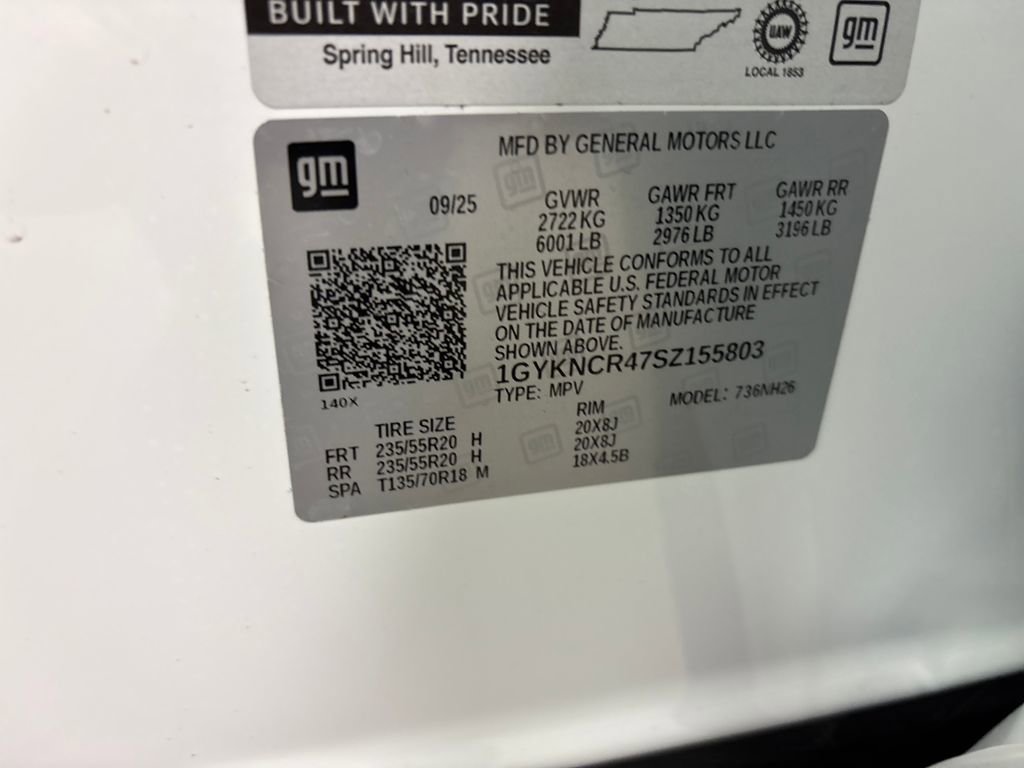 BUILT WITH PRIDE
Spring Hill, Tennessee
UAW
LOCAL 1853
gm
gm
MFD BY GENERAL MOTORS LLC
09/25
GVWR
2722 KG
6001 LB
GAWR FRT
1350 KG
2976 LB
GAWR RR
1450 KG
3196 LB
THIS VEHICLE CONFORMS TO ALL
APPLICABLE U.S. FEDERAL MOTOR
VEHICLE SAFETY STANDARDS IN EFFECT
ON THE DATE OF MANUFACTURE
SHOWN ABOVE.
1GYKNCR47SZ155803
TYPE: MPV MODEL: 736NH26
140X
TIRE SIZE RIM
FRT 235/55R20 H 20X8J
RR 235/55R20 H 20X8J
SPA T135/70R18 M 18X4.5B